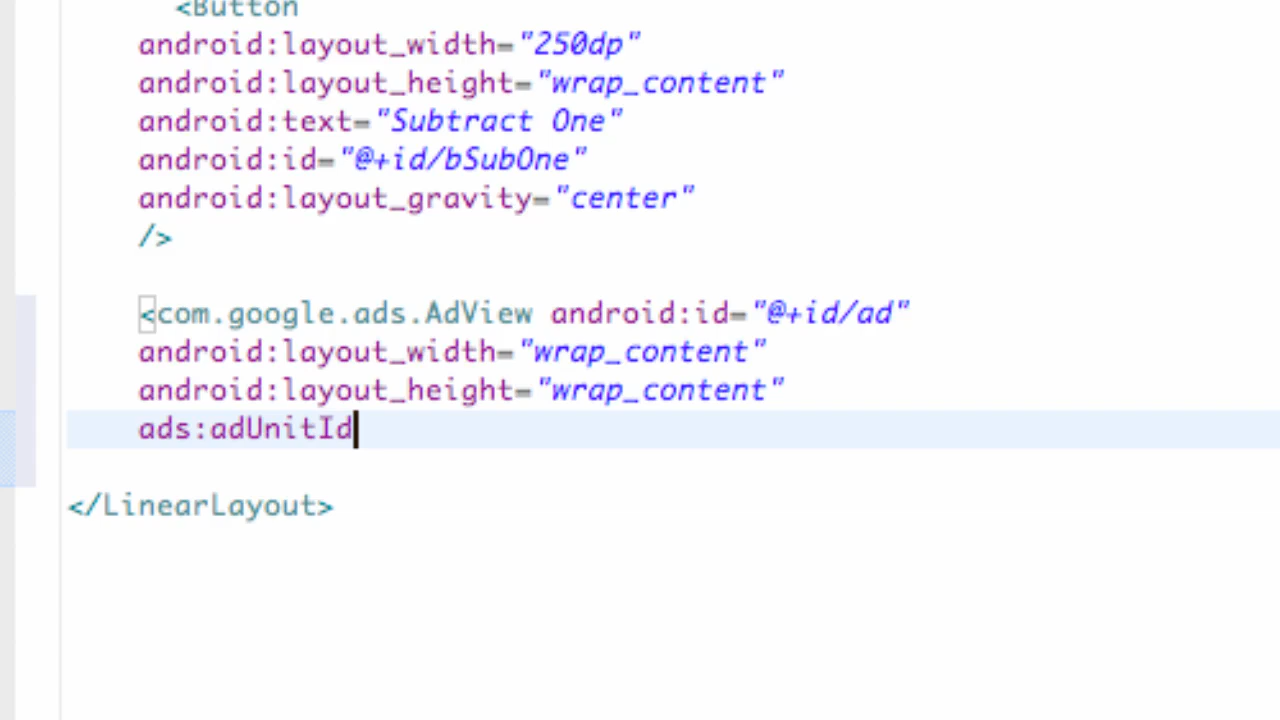 <Button
android:layout_width="250dp"
android:layout_height="wrap_content"
android:text="Subtract One"
android:id="@+id/bSubOne"
android:layout_gravity="center"
/>
<com.google.ads.AdView android:id="@+id/ad"
android:layout_width="wrap_content"
android:layout_height="wrap_content"
ads:adUnitId
</LinearLayout>